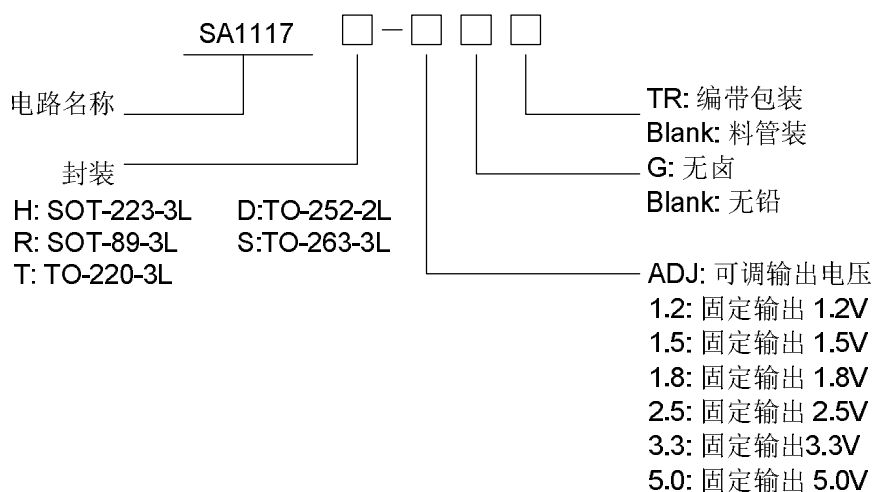 SA1117 □-□□□
电路名称
封装
H: SOT-223-3L D:TO-252-2L
R: SOT-89-3L S:TO-263-3L
T: TO-220-3L
TR: 编带包装
Blank: 料管装
G: 无卤
Blank: 无铅
ADJ: 可调输出电压
1.2: 固定输出 1.2V
1.5: 固定输出 1.5V
1.8: 固定输出 1.8V
2.5: 固定输出 2.5V
3.3: 固定输出3.3V
5.0: 固定输出 5.0V